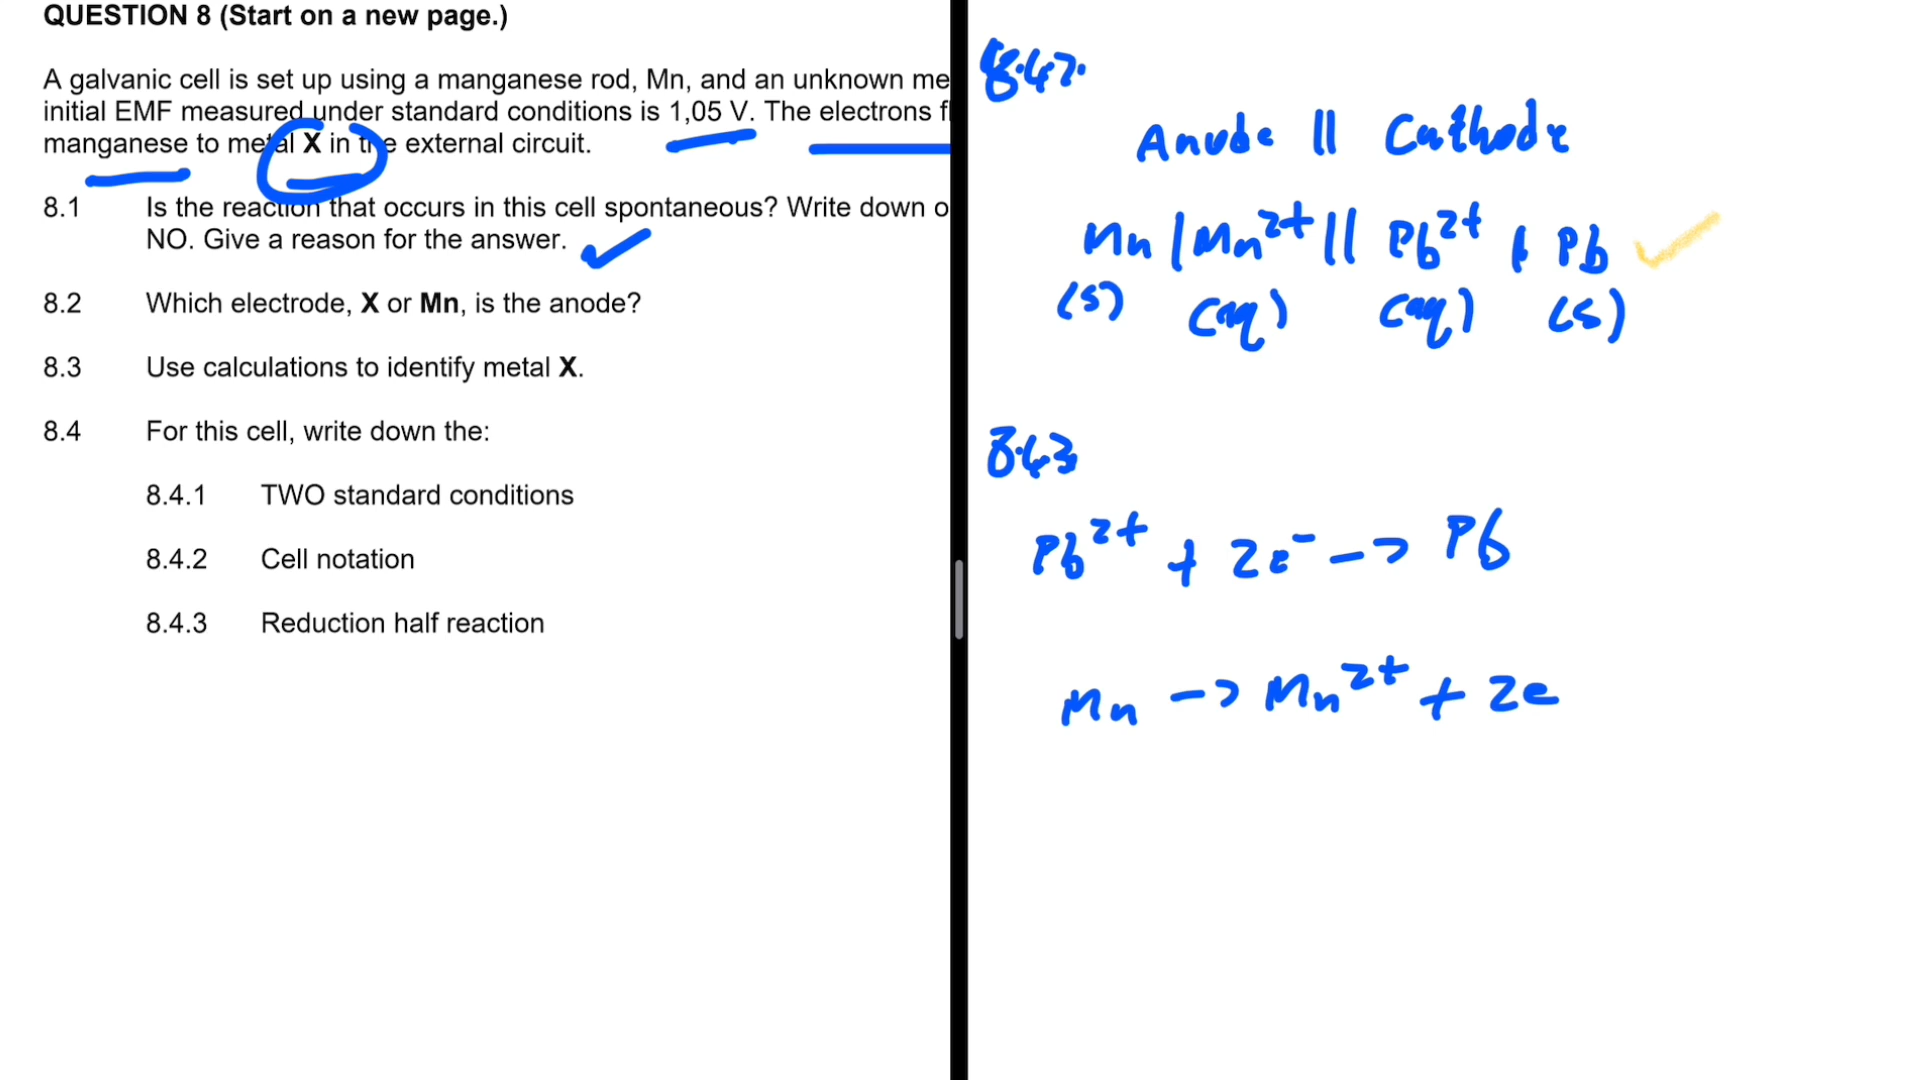 QUESTION 8 (Start on a new page.)
A galvanic cell is set up using a manganese rod, Mn, and an unknown me
initial EMF measured under standard conditions is 1,05 V. The electrons f
manganese to metal X in the external circuit.
8.1 Is the reaction that occurs in this cell spontaneous? Write down o
NO. Give a reason for the answer.
8.2 Which electrode, X or Mn, is the anode?
8.3 Use calculations to identify metal X.
8.4 For this cell, write down the:
8.4.1 TWO standard conditions
8.4.2 Cell notation
8.4.3 Reduction half reaction
8.4.2.
Anode || Cathode
Mn | Mn²⁺ || Pb²⁺ | Pb
(s) (aq) (aq) (s)
8.4.3
Pb²⁺ + 2e⁻ -> Pb
Mn -> Mn²⁺ + 2e